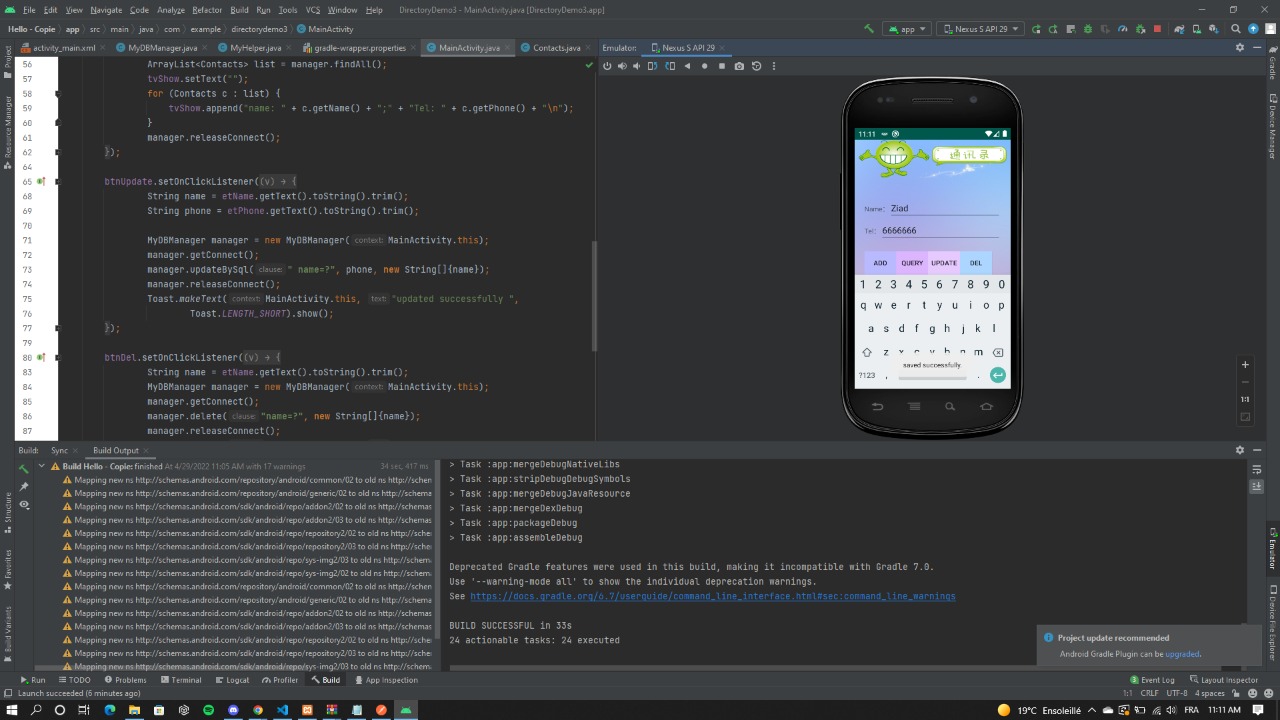 File Edit View Navigate Code Analyze Refactor Build Run Tools VCS Window Help DirectoryDemo3 - MainActivity.java [DirectoryDemo3.app]
Hello - Copie app src main java com example directorydemo3 MainActivity
app Nexus S API 29
activity_main.xml MyDBManager.java MyHelper.java gradle-wrapper.properties MainActivity.java Contacts.java
Emulator: Nexus S API 29
Project
Resource Manager
Structure
Favorites
Build Variants
Gradle
Device Manager
Emulator
Device File Explorer
56 ArrayList<Contacts> list = manager.findAll();
57 tvShow.setText("");
58 for (Contacts c : list) {
59 tvShow.append("name: " + c.getName() + ";" + "Tel: " + c.getPhone() + "\n");
60 }
61 manager.releaseConnect();
62 });
64
65 btnUpdate.setOnClickListener((v) → {
68 String name = etName.getText().toString().trim();
69 String phone = etPhone.getText().toString().trim();
70
71 MyDBManager manager = new MyDBManager( context: MainActivity.this);
72 manager.getConnect();
73 manager.updateBySql( clause: " name=?", phone, new String[]{name});
74 manager.releaseConnect();
75 Toast.makeText( context: MainActivity.this, text: "updated successfully ",
76 Toast.LENGTH_SHORT).show();
77 });
79
80 btnDel.setOnClickListener((v) → {
83 String name = etName.getText().toString().trim();
84 MyDBManager manager = new MyDBManager( context: MainActivity.this);
85 manager.getConnect();
86 manager.delete( clause: "name=?", new String[]{name});
87 manager.releaseConnect();
11:11
通讯录
Name: Ziad
Tel: 6666666
ADD QUERY UPDATE DEL
1 2 3 4 5 6 7 8 9 0
q w e r t y u i o p
a s d f g h j k l
z x c v b n m
saved successfully
?123 , .
1:1
Build: Sync Build Output
Build Hello - Copie: finished At 4/29/2022 11:05 AM with 17 warnings 34 sec, 417 ms
Mapping new ns http://schemas.android.com/repository/android/common/02 to old ns http://schemas
Mapping new ns http://schemas.android.com/repository/android/generic/02 to old ns http://schemas
Mapping new ns http://schemas.android.com/sdk/android/repo/addon2/02 to old ns http://schemas
Mapping new ns http://schemas.android.com/sdk/android/repo/addon2/03 to old ns http://schemas
Mapping new ns http://schemas.android.com/sdk/android/repo/repository2/02 to old ns http://scher
Mapping new ns http://schemas.android.com/sdk/android/repo/repository2/03 to old ns http://scher
Mapping new ns http://schemas.android.com/sdk/android/repo/sys-img2/03 to old ns http://schem.
Mapping new ns http://schemas.android.com/sdk/android/repo/sys-img2/02 to old ns http://schem.
Mapping new ns http://schemas.android.com/repository/android/common/02 to old ns http://schem
Mapping new ns http://schemas.android.com/repository/android/generic/02 to old ns http://schemas
Mapping new ns http://schemas.android.com/sdk/android/repo/addon2/02 to old ns http://schemas
Mapping new ns http://schemas.android.com/sdk/android/repo/addon2/03 to old ns http://schemas
Mapping new ns http://schemas.android.com/sdk/android/repo/repository2/02 to old ns http://scher
Mapping new ns http://schemas.android.com/sdk/android/repo/repository2/03 to old ns http://scher
Mapping new ns http://schemas.android.com/sdk/android/repo/sys-img2/03 to old ns http://schem.
> Task :app:mergeDebugNativeLibs
> Task :app:stripDebugDebugSymbols
> Task :app:mergeDebugJavaResource
> Task :app:mergeDexDebug
> Task :app:packageDebug
> Task :app:assembleDebug
Deprecated Gradle features were used in this build, making it incompatible with Gradle 7.0.
Use '--warning-mode all' to show the individual deprecation warnings.
See https://docs.gradle.org/6.7/userguide/command_line_interface.html#sec:command_line_warnings
BUILD SUCCESSFUL in 33s
24 actionable tasks: 24 executed
Project update recommended
Android Gradle Plugin can be upgraded.
Run TODO Problems Terminal Logcat Profiler Build App Inspection Event Log Layout Inspector
Launch succeeded (6 minutes ago) 1:1 CRLF UTF-8 4 spaces
19°C Ensoleillé FRA 11:11 AM